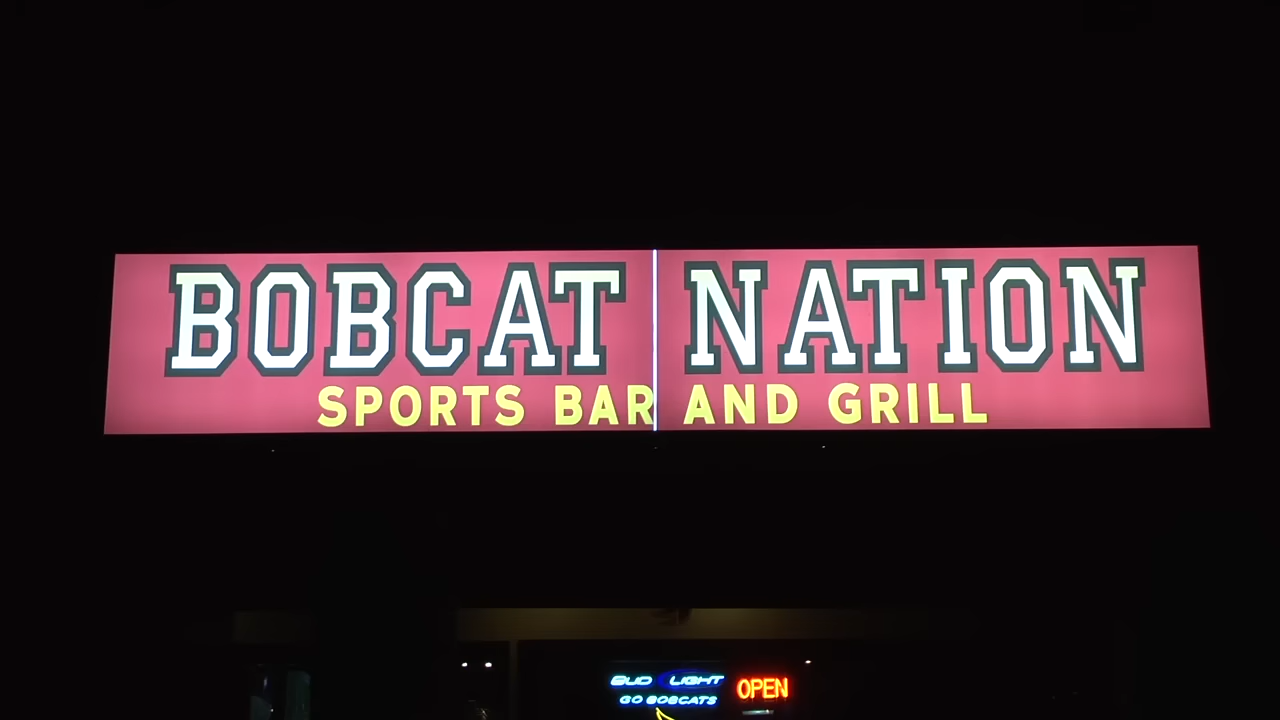 BOBCAT NATION
SPORTS BAR AND GRILL
BUD LIGHT
GO BOBCATS
OPEN